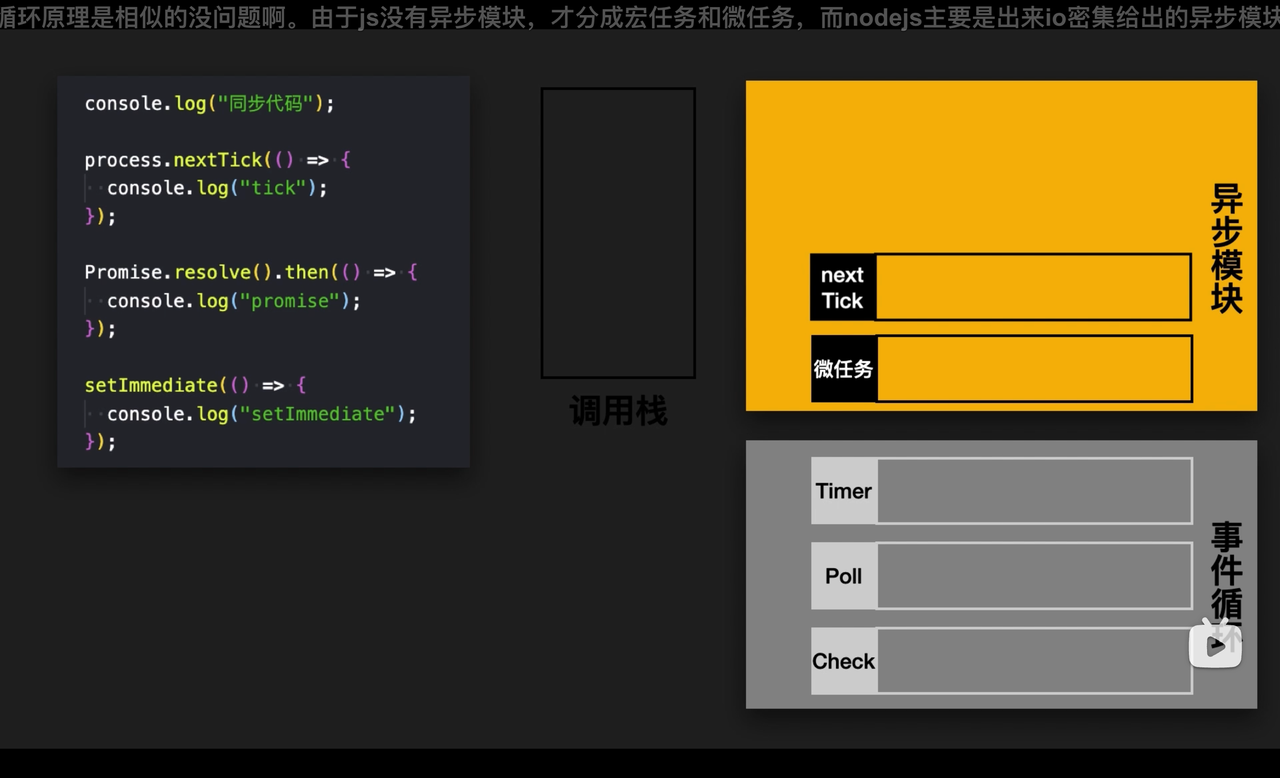 循环原理是相似的没问题啊。由于js没有异步模块，才分成宏任务和微任务，而nodejs主要是出来io密集给出的异步模块
console.log("同步代码");
process.nextTick(() => {
  console.log("tick");
});
Promise.resolve().then(() => {
  console.log("promise");
});
setImmediate(() => {
  console.log("setImmediate");
});
调用栈
next
Tick
微任务
异步模块
Timer
Poll
Check
事件循环